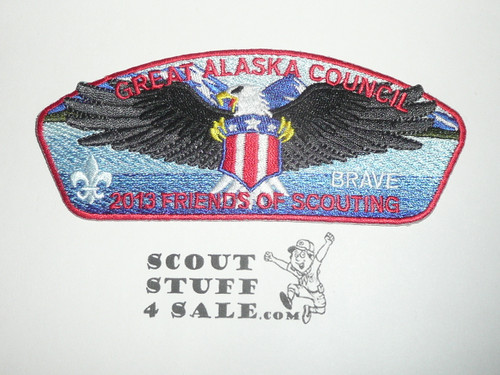 GREAT ALASKA COUNCIL
BRAVE
2013 FRIENDS OF SCOUTING
SCOUT
STUFF
4 SALE.COM